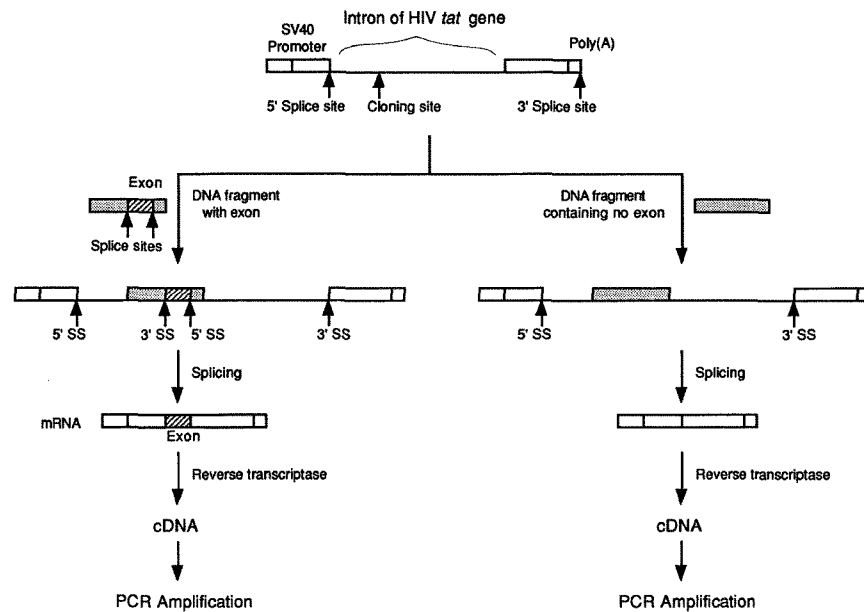 Intron of HIV tat gene
SV40
Promoter
Poly(A)
5' Splice site
Cloning site
3' Splice site
Exon
DNA fragment
with exon
DNA fragment
containing no exon
Splice sites
5' SS
3' SS
5' SS
3' SS
5' SS
3' SS
Splicing
Splicing
mRNA
Exon
Reverse transcriptase
Reverse transcriptase
cDNA
cDNA
PCR Amplification
PCR Amplification